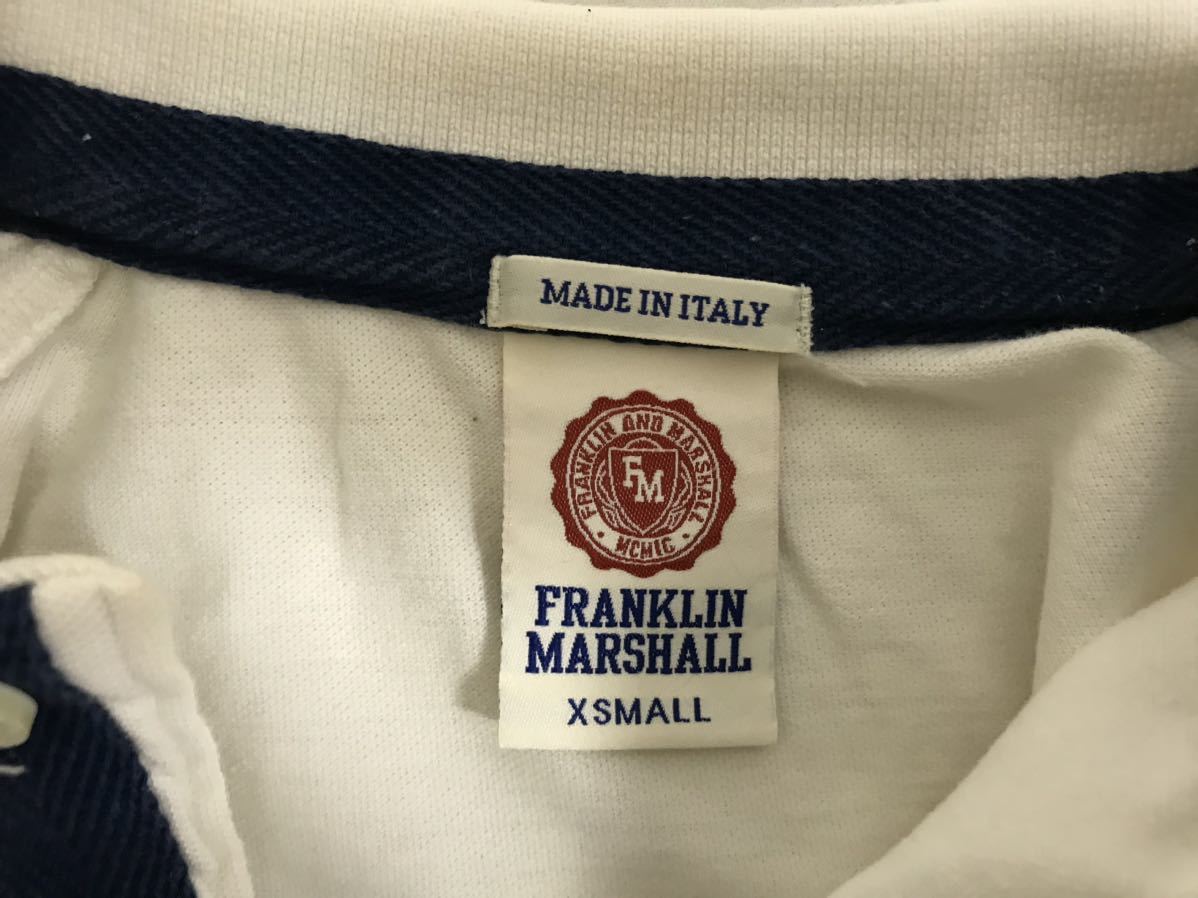 MADE IN ITALY
FRANKLIN AND MARSHALL
FM
· MCMIC ·
FRANKLIN
MARSHALL
XSMALL